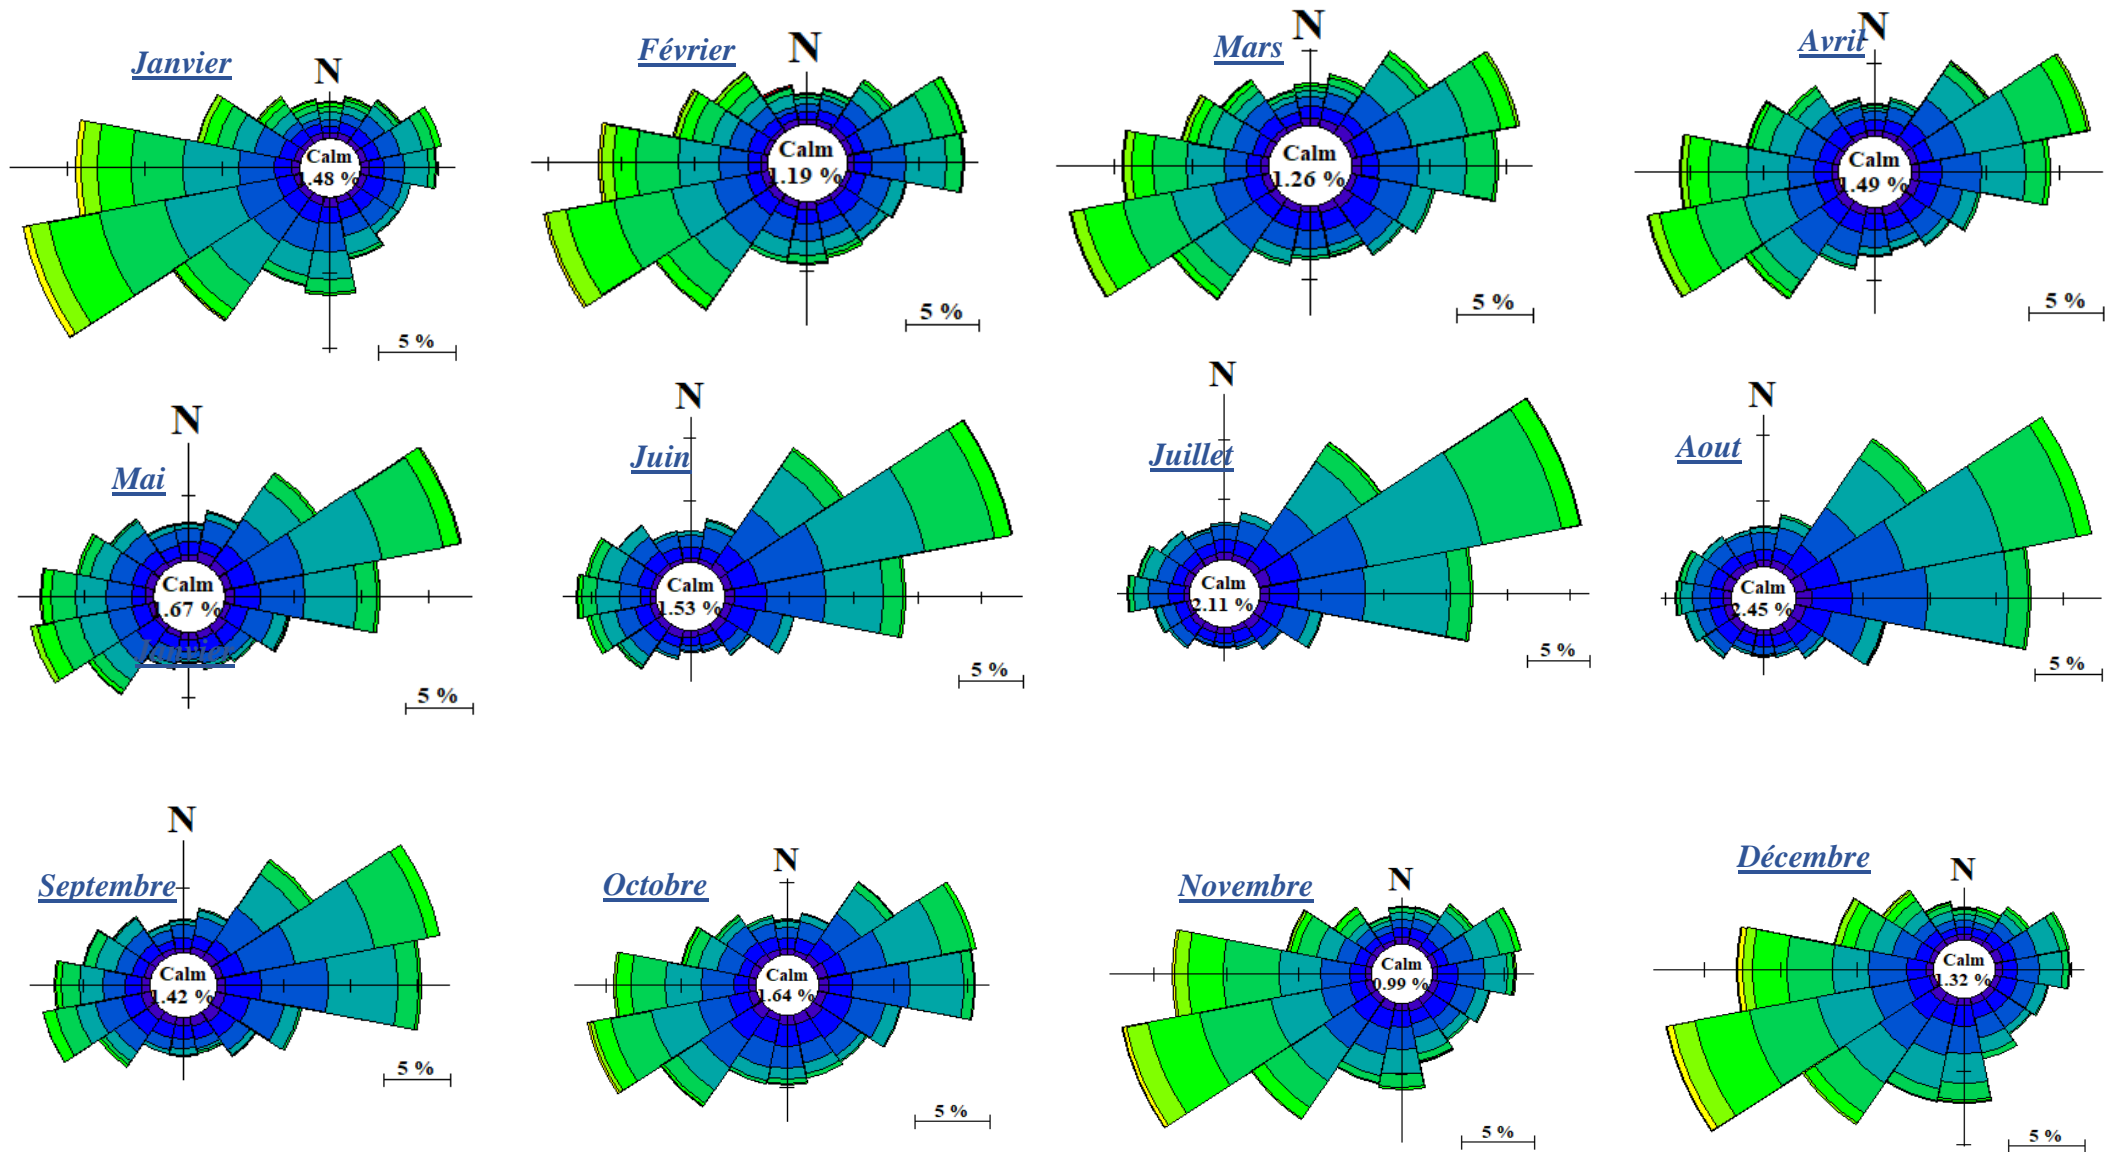 Janvier
N
Calm
1.48 %
5 %
Février
N
Calm
1.19 %
5 %
Mars
N
Calm
1.26 %
5 %
Avril
N
Calm
1.49 %
5 %
Mai
N
Calm
1.67 %
Janvier
5 %
Juin
N
Calm
1.53 %
5 %
Juillet
N
Calm
2.11 %
5 %
Aout
N
Calm
2.45 %
5 %
Septembre
N
Calm
1.42 %
5 %
Octobre
N
Calm
1.64 %
5 %
Novembre
N
Calm
0.99 %
5 %
Décembre
N
Calm
1.32 %
5 %